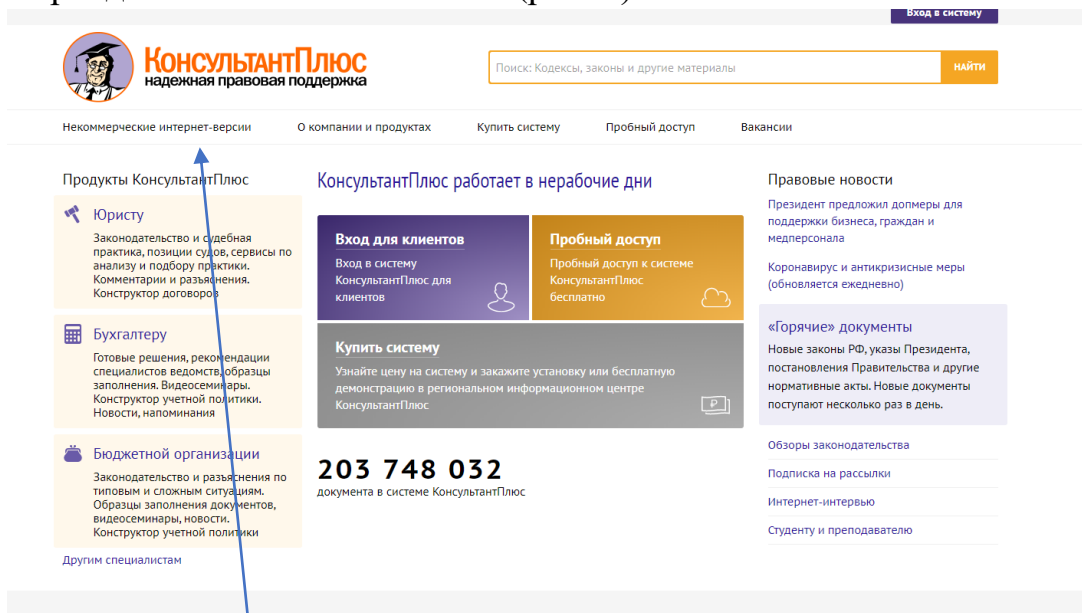 Вход в систему
КонсультантПлюс
надежная правовая поддержка
Поиск: Кодексы, законы и другие материалы
НАЙТИ
Некоммерческие интернет-версии
О компании и продуктах
Купить систему
Пробный доступ
Вакансии
Продукты КонсультантПлюс
Юристу
Законодательство и судебная
практика, позиции судов, сервисы по
анализу и подбору практики.
Комментарии и разъяснения.
Конструктор договоров
Бухгалтеру
Готовые решения, рекомендации
специалистов ведомств, образцы
заполнения. Видеосеминары.
Конструктор учетной политики.
Новости, напоминания
Бюджетной организации
Законодательство и разъяснения по
типовым и сложным ситуациям.
Образцы заполнения документов,
видеосеминары, новости.
Конструктор учетной политики
Другим специалистам
КонсультантПлюс работает в нерабочие дни
Вход для клиентов
Вход в систему
КонсультантПлюс для
клиентов
Пробный доступ
Пробный доступ к системе
КонсультантПлюс
бесплатно
Купить систему
Узнайте цену на систему и закажите установку или бесплатную
демонстрацию в региональном информационном центре
КонсультантПлюс
203 748 032
документа в системе КонсультантПлюс
Правовые новости
Президент предложил допмеры для
поддержки бизнеса, граждан и
медперсонала
Коронавирус и антикризисные меры
(обновляется ежедневно)
«Горячие» документы
Новые законы РФ, указы Президента,
постановления Правительства и другие
нормативные акты. Новые документы
поступают несколько раз в день.
Обзоры законодательства
Подписка на рассылки
Интернет-интервью
Студенту и преподавателю